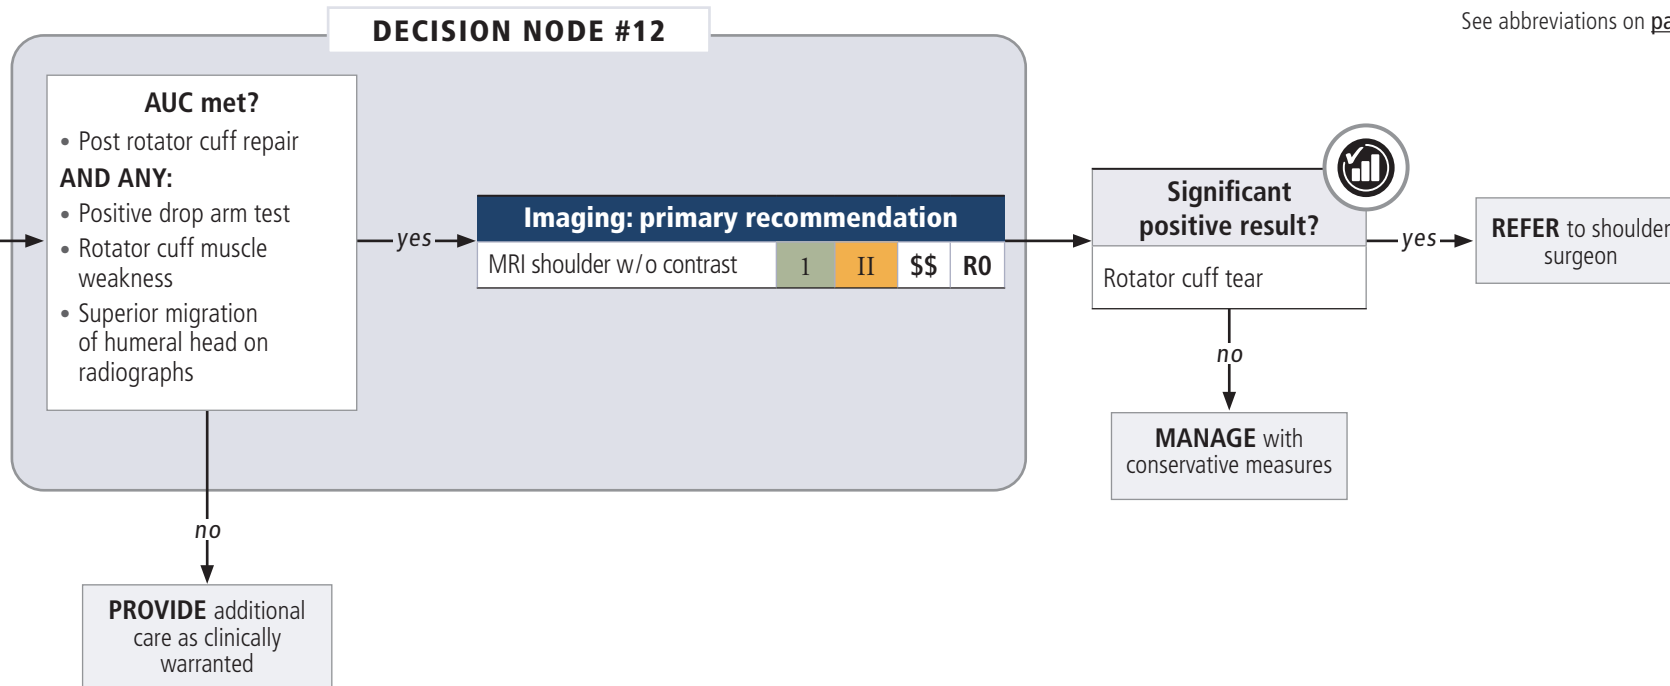 DECISION NODE #12
See abbreviations on pa
AUC met?
• Post rotator cuff repair
AND ANY:
• Positive drop arm test
• Rotator cuff muscle
weakness
• Superior migration
of humeral head on
radiographs
yes
Imaging: primary recommendation
MRI shoulder w/o contrast 1 II $$ R0
Significant
positive result?
Rotator cuff tear
yes
REFER to shoulder
surgeon
no
MANAGE with
conservative measures
no
PROVIDE additional
care as clinically
warranted